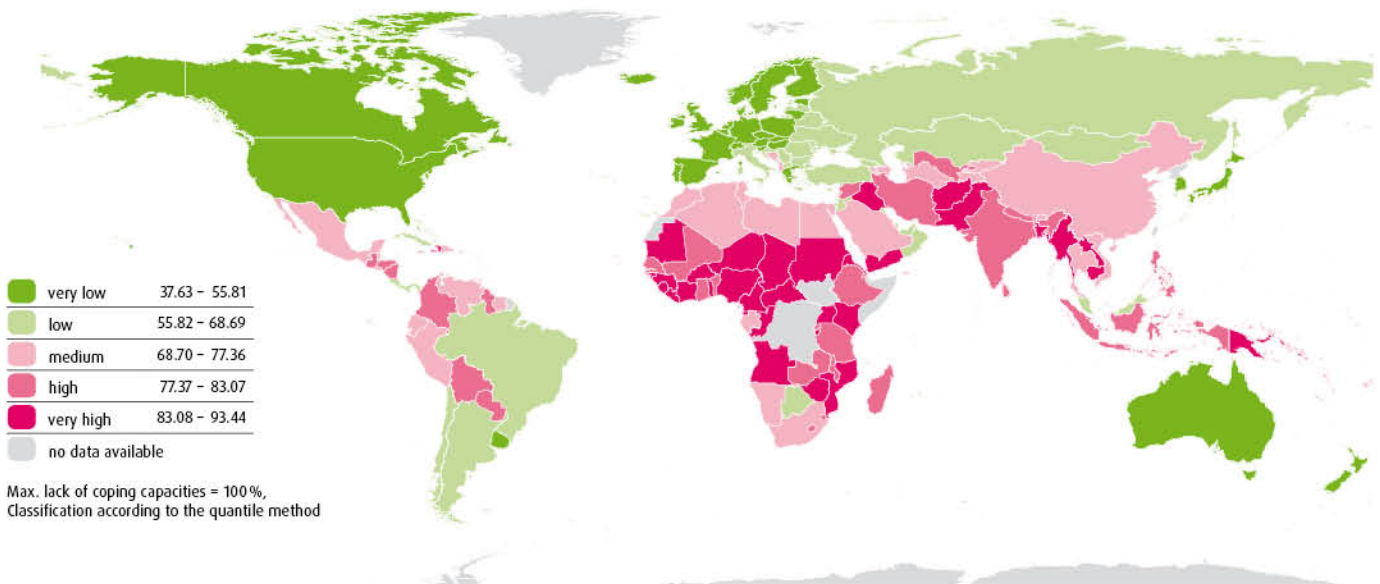 very low 37.63 – 55.81
low 55.82 – 68.69
medium 68.70 – 77.36
high 77.37 – 83.07
very high 83.08 – 93.44
no data available
Max. lack of coping capacities = 100%,
Classification according to the quantile method